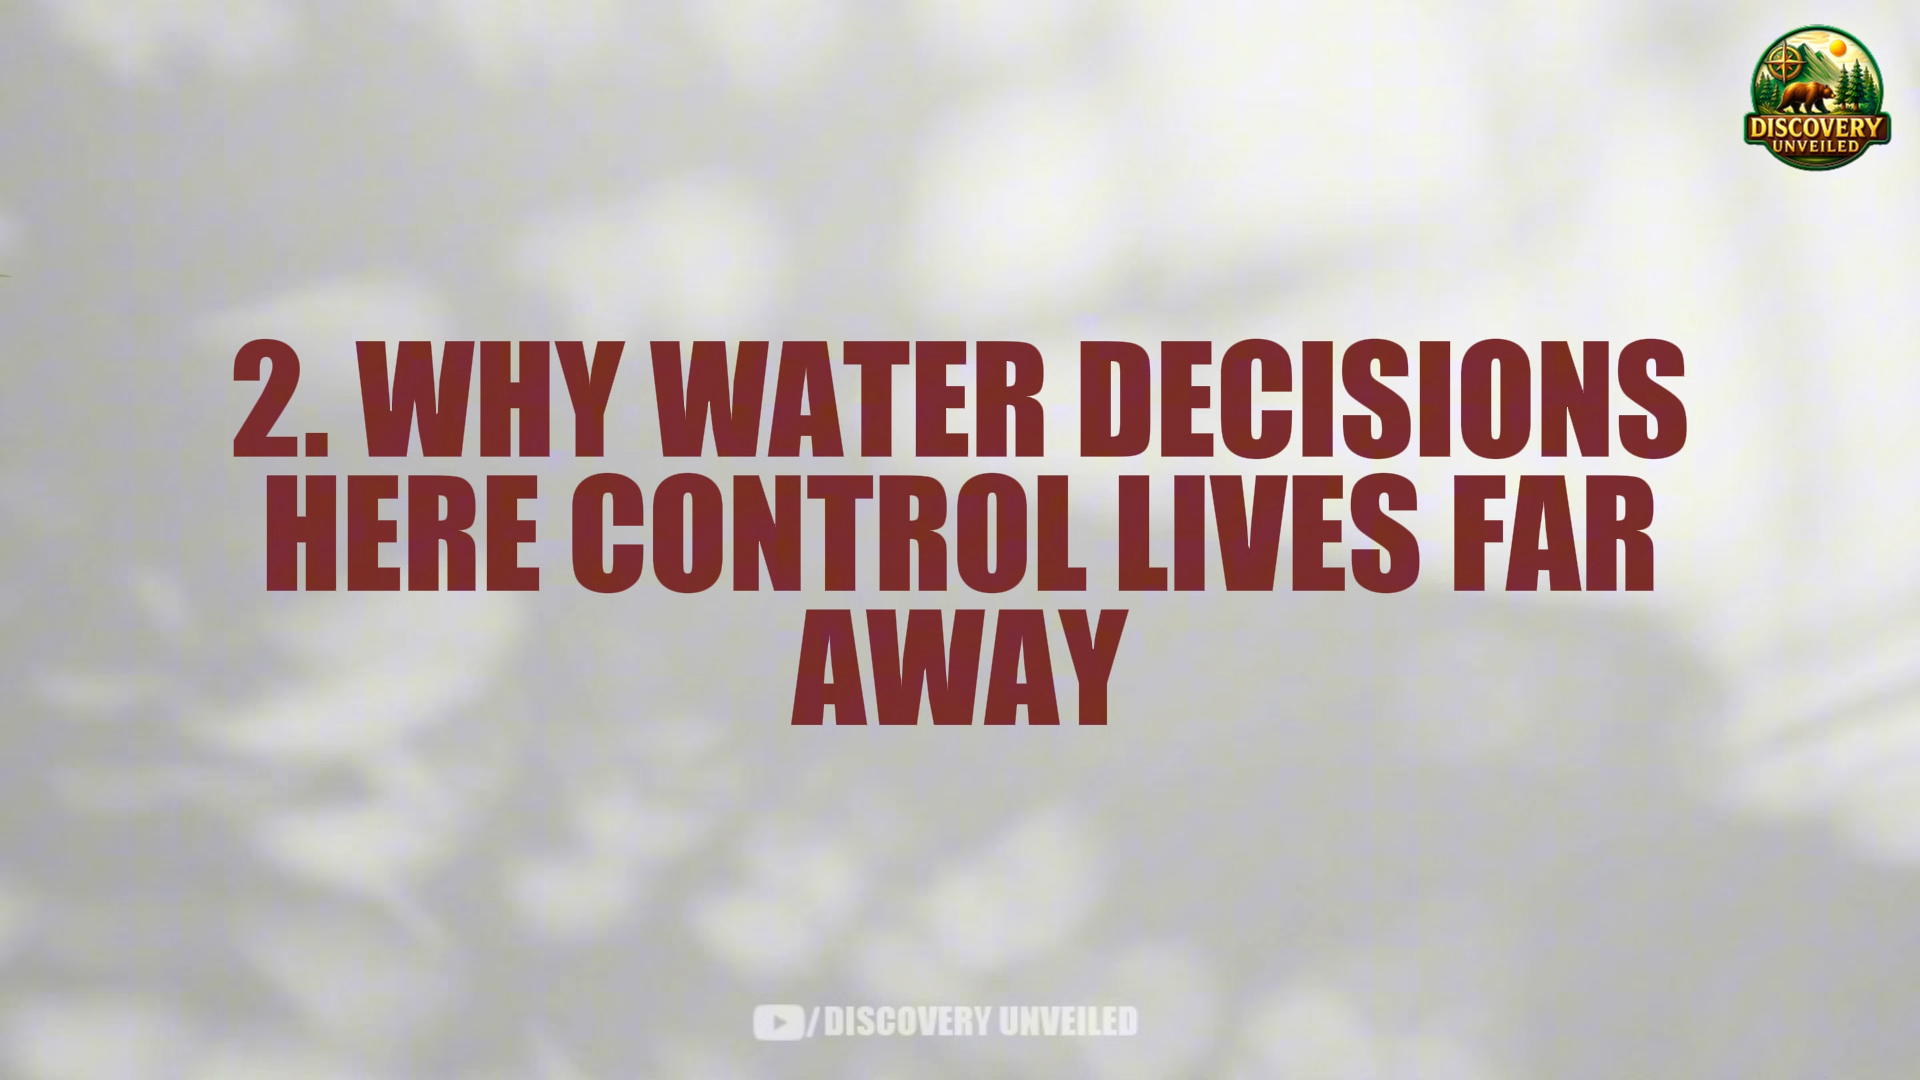 DISCOVERY
UNVEILED
2. WHY WATER DECISIONS
HERE CONTROL LIVES FAR
AWAY
/DISCOVERY UNVEILED